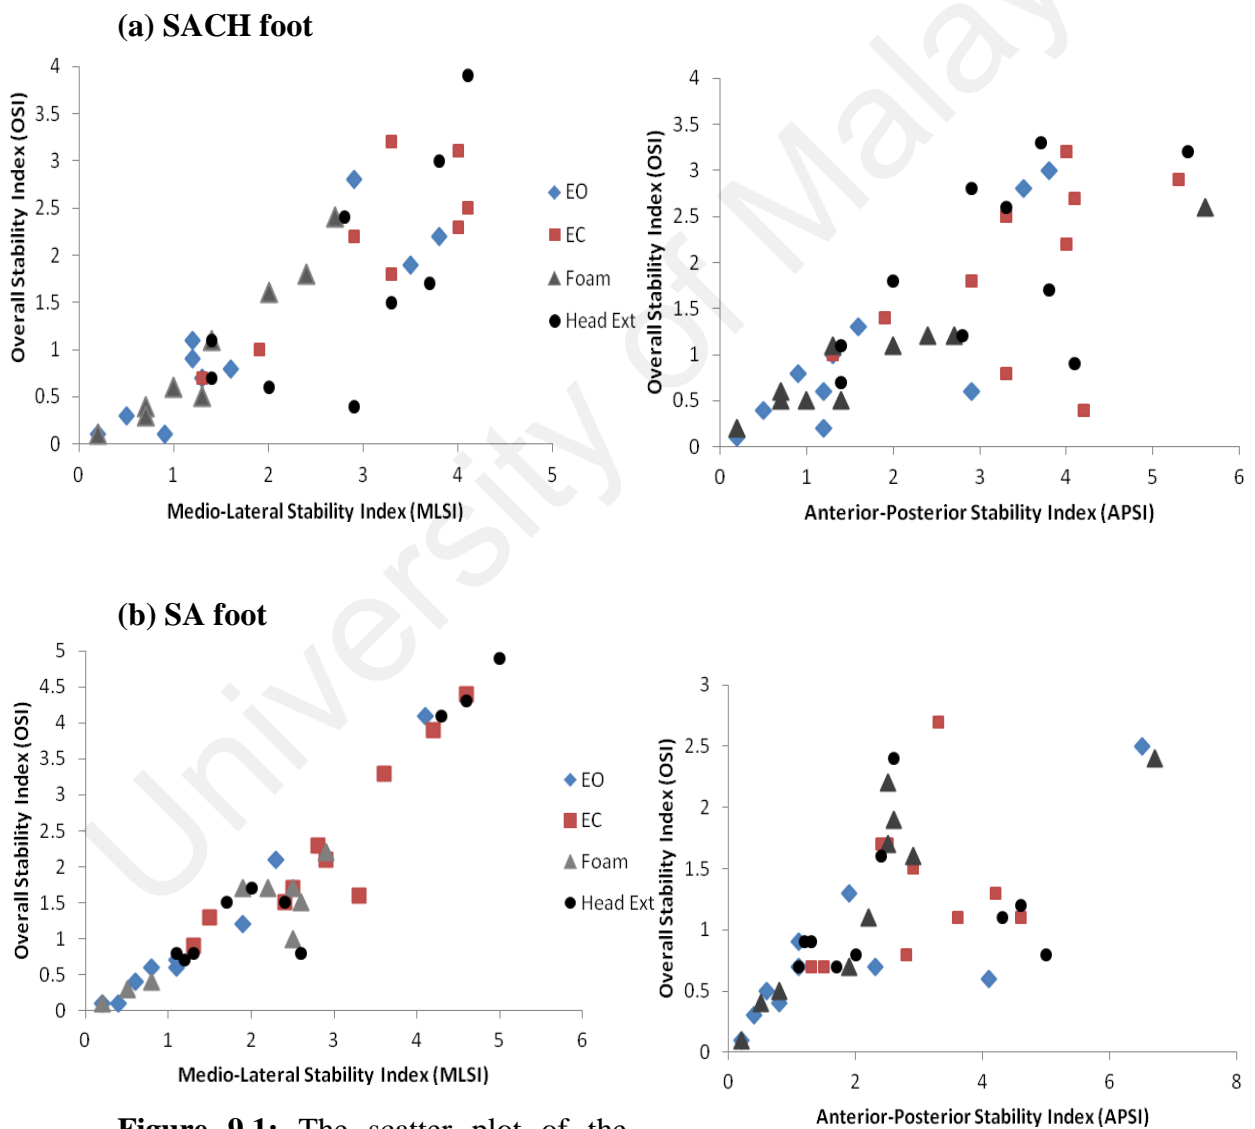 (a) SACH foot
4
3.5
3
2.5
2
1.5
1
0.5
0
0 1 2 3 4 5
Overall Stability Index (OSI)
Medio-Lateral Stability Index (MLSI)
EO
EC
Foam
Head Ext
4
3.5
3
2.5
2
1.5
1
0.5
0
0 1 2 3 4 5 6
Overall Stability Index (OSI)
Anterior-Posterior Stability Index (APSI)
(b) SA foot
5
4.5
4
3.5
3
2.5
2
1.5
1
0.5
0
0 1 2 3 4 5 6
Overall Stability Index (OSI)
Medio-Lateral Stability Index (MLSI)
EO
EC
Foam
Head Ext
3
2.5
2
1.5
1
0.5
0
0 2 4 6 8
Overall Stability Index (OSI)
Anterior-Posterior Stability Index (APSI)
Figure 9.1: The scatter plot of the
University of Malay